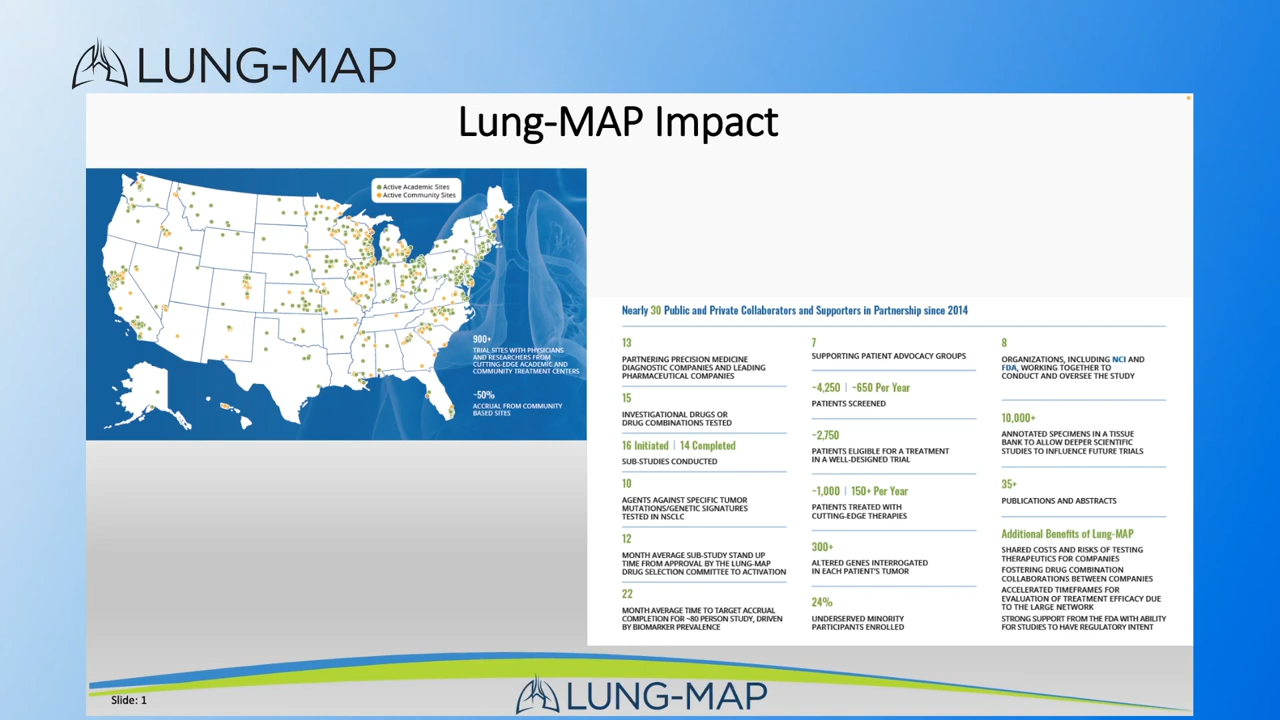 LUNG-MAP
Lung-MAP Impact
Active Academic Sites
Active Community Sites
900+
TRIAL SITES WITH PHYSICIANS
AND RESEARCHERS FROM
CUTTING-EDGE ACADEMIC AND
COMMUNITY TREATMENT CENTERS
~50%
ACCRUAL FROM COMMUNITY
BASED SITES
Nearly 30 Public and Private Collaborators and Supporters in Partnership since 2014
13
PARTNERING PRECISION MEDICINE
DIAGNOSTIC COMPANIES AND LEADING
PHARMACEUTICAL COMPANIES
15
INVESTIGATIONAL DRUGS OR
DRUG COMBINATIONS TESTED
16 Initiated | 14 Completed
SUB-STUDIES CONDUCTED
10
AGENTS AGAINST SPECIFIC TUMOR
MUTATIONS/GENETIC SIGNATURES
TESTED IN NSCLC
12
MONTH AVERAGE SUB-STUDY STAND UP
TIME FROM APPROVAL BY THE LUNG-MAP
DRUG SELECTION COMMITTEE TO ACTIVATION
22
MONTH AVERAGE TIME TO TARGET ACCRUAL
COMPLETION FOR ~80 PERSON STUDY, DRIVEN
BY BIOMARKER PREVALENCE
7
SUPPORTING PATIENT ADVOCACY GROUPS
~4,250 | ~650 Per Year
PATIENTS SCREENED
~2,750
PATIENTS ELIGIBLE FOR A TREATMENT
IN A WELL-DESIGNED TRIAL
~1,000 | 150+ Per Year
PATIENTS TREATED WITH
CUTTING-EDGE THERAPIES
300+
ALTERED GENES INTERROGATED
IN EACH PATIENT'S TUMOR
24%
UNDERSERVED MINORITY
PARTICIPANTS ENROLLED
8
ORGANIZATIONS, INCLUDING NCI AND
FDA, WORKING TOGETHER TO
CONDUCT AND OVERSEE THE STUDY
10,000+
ANNOTATED SPECIMENS IN A TISSUE
BANK TO ALLOW DEEPER SCIENTIFIC
STUDIES TO INFLUENCE FUTURE TRIALS
35+
PUBLICATIONS AND ABSTRACTS
Additional Benefits of Lung-MAP
SHARED COSTS AND RISKS OF TESTING
THERAPEUTICS FOR COMPANIES
FOSTERING DRUG COMBINATION
COLLABORATIONS BETWEEN COMPANIES
ACCELERATED TIMEFRAMES FOR
EVALUATION OF TREATMENT EFFICACY DUE
TO THE LARGE NETWORK
STRONG SUPPORT FROM THE FDA WITH ABILITY
FOR STUDIES TO HAVE REGULATORY INTENT
Slide: 1
LUNG-MAP